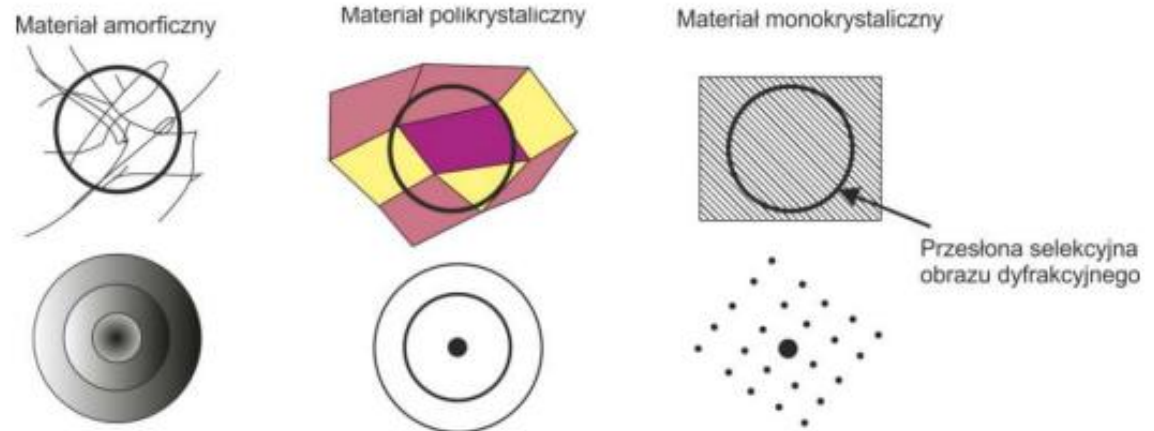 Materiał amorficzny
Materiał polikrystaliczny
Materiał monokrystaliczny
Przesłona selekcyjna
obrazu dyfrakcyjnego